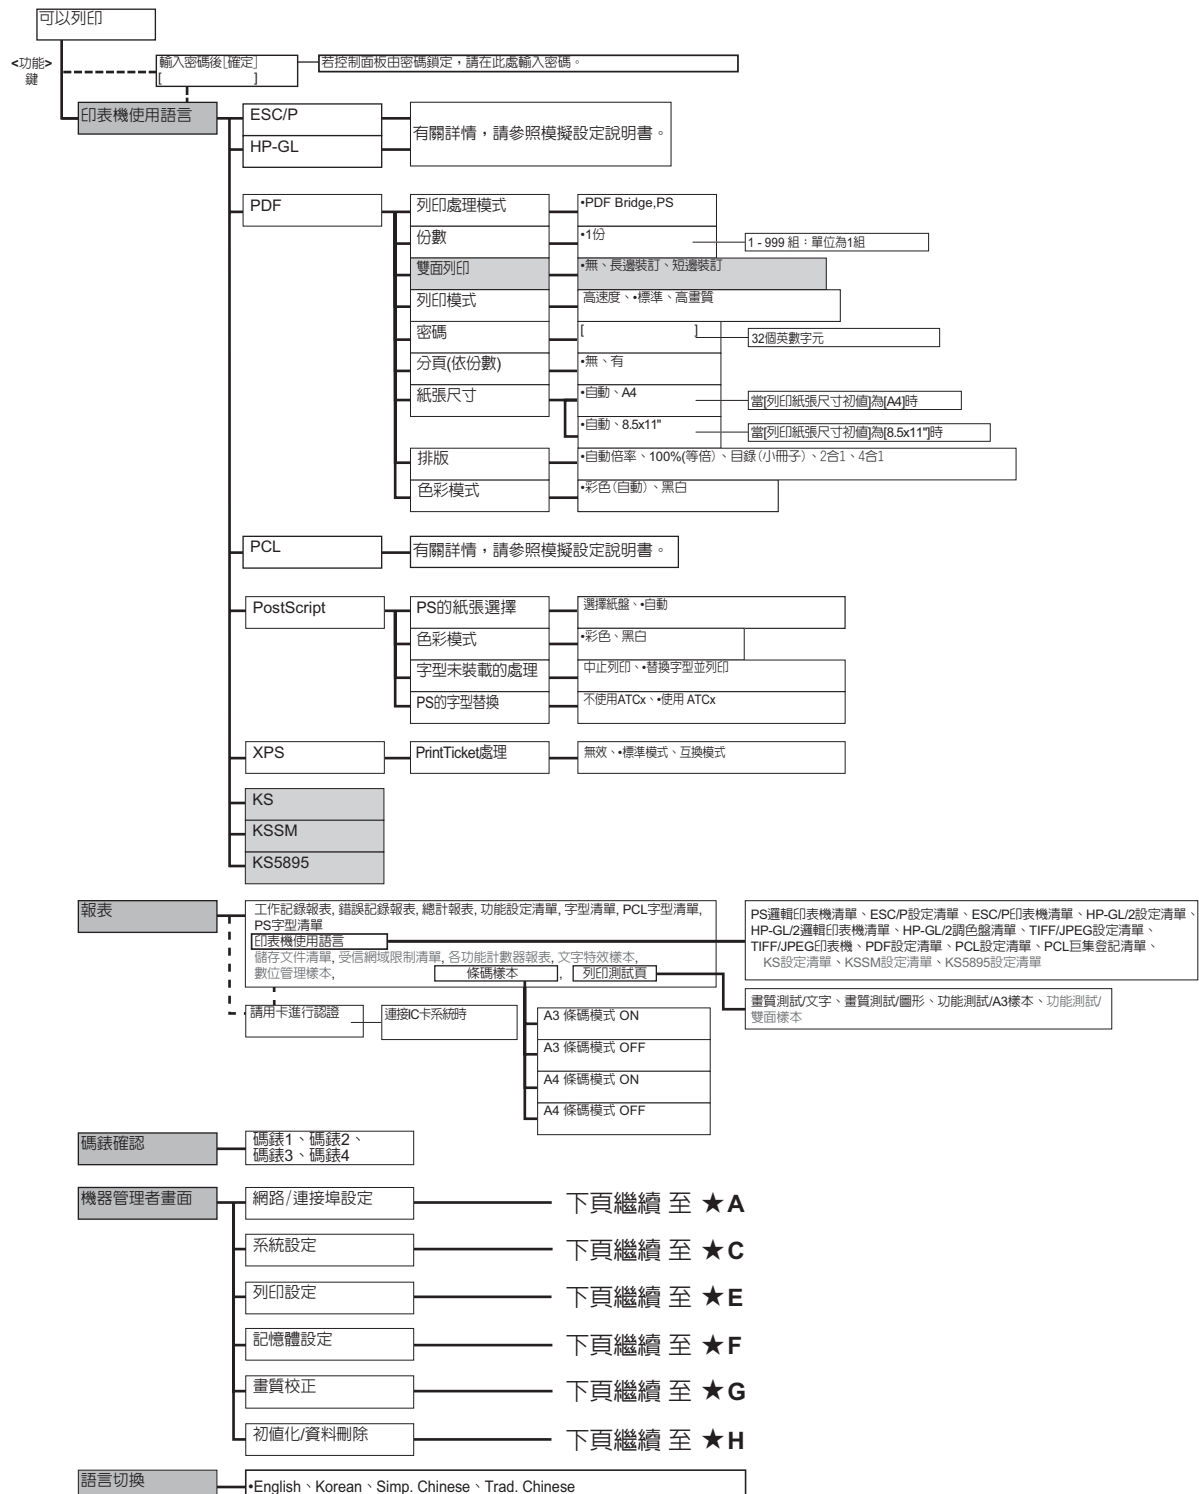 可以列印
<功能>
鍵
輸入密碼後[確定]
[ ]
若控制面板由密碼鎖定，請在此處輸入密碼。
印表機使用語言
ESC/P
HP-GL
有關詳情，請參照模擬設定說明書。
PDF
列印處理模式
•PDF Bridge,PS
份數
•1份
1 - 999 組：單位為1組
雙面列印
•無、長邊裝訂、短邊裝訂
列印模式
高速度、•標準、高畫質
密碼
[ ]
32個英數字元
分頁(依份數)
•無、有
紙張尺寸
•自動、A4
當[列印紙張尺寸初值]為[A4]時
•自動、8.5x11"
當[列印紙張尺寸初值]為[8.5x11"]時
排版
•自動倍率、100%(等倍)、目錄(小冊子)、2合1、4合1
色彩模式
•彩色(自動)、黑白
PCL
有關詳情，請參照模擬設定說明書。
PostScript
PS的紙張選擇
選擇紙盤、•自動
色彩模式
•彩色、黑白
字型未裝載的處理
中止列印、•替換字型並列印
PS的字型替換
不使用ATCx、•使用 ATCx
XPS
PrintTicket處理
無效、•標準模式、互換模式
KS
KSSM
KS5895
報表
工作記錄報表, 錯誤記錄報表, 總計報表, 功能設定清單, 字型清單, PCL字型清單,
PS字型清單
印表機使用語言
儲存文件清單, 受信網域限制清單, 各功能計數器報表, 文字特效樣本,
數位管理樣本, 條碼樣本 , 列印測試頁
PS邏輯印表機清單、ESC/P設定清單、ESC/P印表機清單、HP-GL/2設定清單、
HP-GL/2邏輯印表機清單、HP-GL/2調色盤清單、TIFF/JPEG設定清單、
TIFF/JPEG印表機、PDF設定清單、PCL設定清單、PCL巨集登記清單、
KS設定清單、KSSM設定清單、KS5895設定清單
畫質測試/文字、畫質測試/圖形、功能測試/A3樣本、功能測試/
雙面樣本
請用卡進行認證
連接IC卡系統時
A3 條碼模式 ON
A3 條碼模式 OFF
A4 條碼模式 ON
A4 條碼模式 OFF
碼錶確認
碼錶1、碼錶2、
碼錶3、碼錶4
機器管理者畫面
網路/連接埠設定
下頁繼續 至 ★A
系統設定
下頁繼續 至 ★C
列印設定
下頁繼續 至 ★E
記憶體設定
下頁繼續 至 ★F
畫質校正
下頁繼續 至 ★G
初值化/資料刪除
下頁繼續 至 ★H
語言切換
•English、Korean、Simp. Chinese、Trad. Chinese